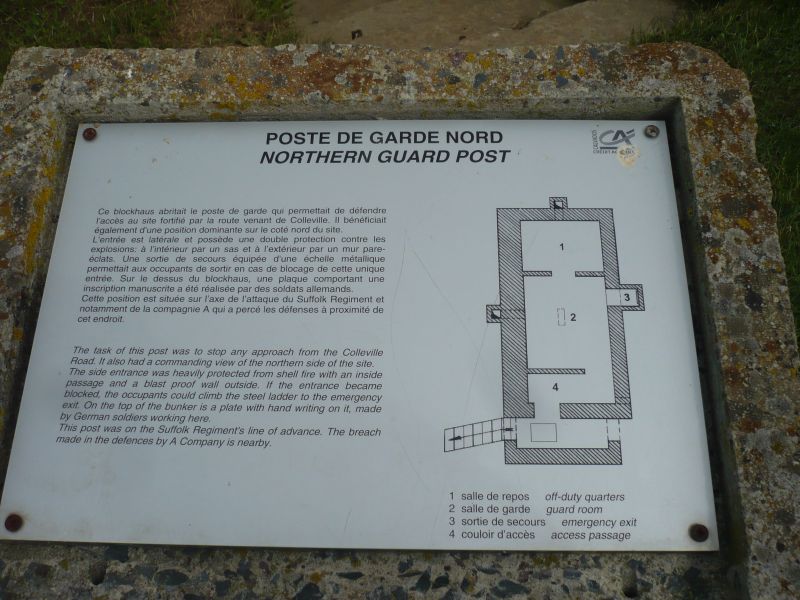 POSTE DE GARDE NORD
NORTHERN GUARD POST
Ce blockhaus abritait le poste de garde qui permettait de défendre
l'accès au site fortifié par la route venant de Colleville. Il bénéficiait
également d'une position dominante sur le coté nord du site.
L'entrée est latérale et possède une double protection contre les
explosions: à l'intérieur par un sas et à l'extérieur par un mur pare-
éclats. Une sortie de secours équipée d'une échelle métallique
permettait aux occupants de sortir en cas de blocage de cette unique
entrée. Sur le dessus du blockhaus, une plaque comportant une
inscription manuscrite a été réalisée par des soldats allemands.
Cette position est située sur l'axe de l'attaque du Suffolk Regiment et
notamment de la compagnie A qui a percé les défenses à proximité de
cet endroit.
The task of this post was to stop any approach from the Colleville
Road. It also had a commanding view of the northern side of the site.
The side entrance was heavily protected from shell fire with an inside
passage and a blast proof wall outside. If the entrance became
blocked, the occupants could climb the steel ladder to the emergency
exit. On the top of the bunker is a plate with hand writing on it, made
by German soldiers working here.
This post was on the Suffolk Regiment's line of advance. The breach
made in the defences by A Company is nearby.
1
2
3
4
1 salle de repos off-duty quarters
2 salle de garde guard room
3 sortie de secours emergency exit
4 couloir d'accès access passage